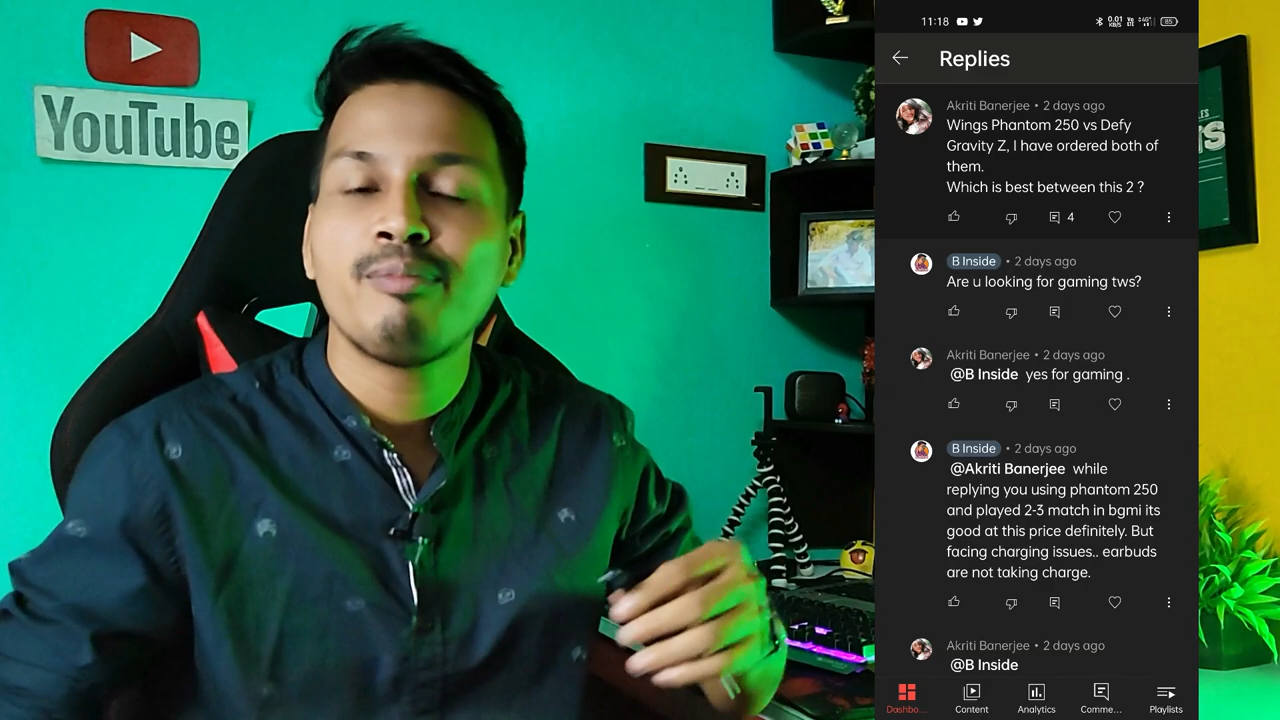 YouTube
11:18
0.01
KB/S
85
Replies
Akriti Banerjee • 2 days ago
Wings Phantom 250 vs Defy
Gravity Z, I have ordered both of
them.
Which is best between this 2 ?
4
B Inside • 2 days ago
Are u looking for gaming tws?
Akriti Banerjee • 2 days ago
@B Inside yes for gaming .
B Inside • 2 days ago
@Akriti Banerjee while
replying you using phantom 250
and played 2-3 match in bgmi its
good at this price definitely. But
facing charging issues.. earbuds
are not taking charge.
Akriti Banerjee • 2 days ago
@B Inside
Dashbo...
Content
Analytics
Comme...
Playlists